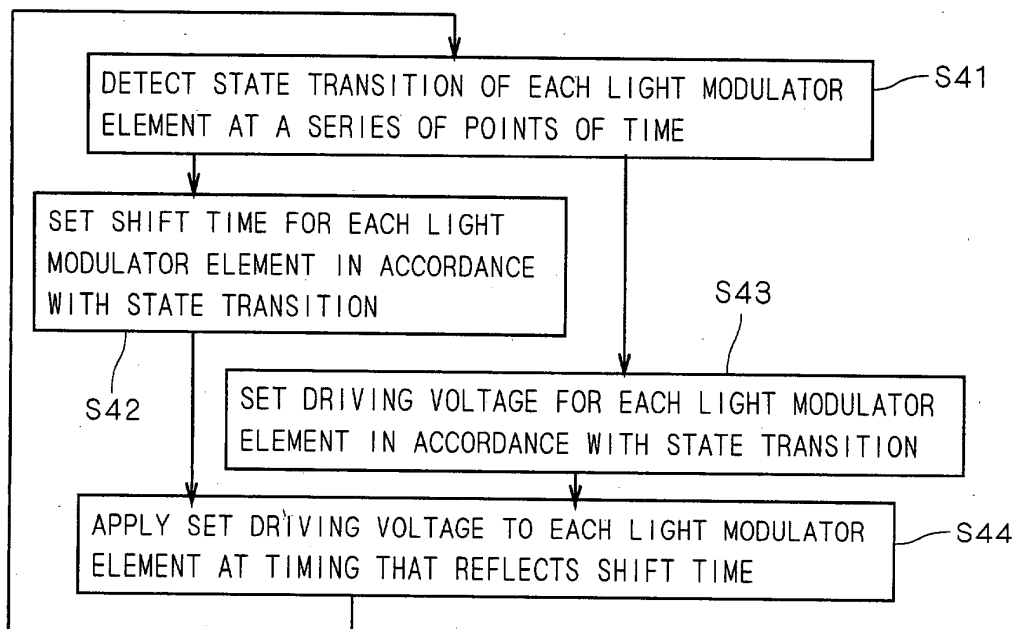 DETECT STATE TRANSITION OF EACH LIGHT MODULATOR
ELEMENT AT A SERIES OF POINTS OF TIME
S41
SET SHIFT TIME FOR EACH LIGHT
MODULATOR ELEMENT IN ACCORDANCE
WITH STATE TRANSITION
S42
S43
SET DRIVING VOLTAGE FOR EACH LIGHT MODULATOR
ELEMENT IN ACCORDANCE WITH STATE TRANSITION
APPLY SET DRIVING VOLTAGE TO EACH LIGHT MODULATOR
ELEMENT AT TIMING THAT REFLECTS SHIFT TIME
S44